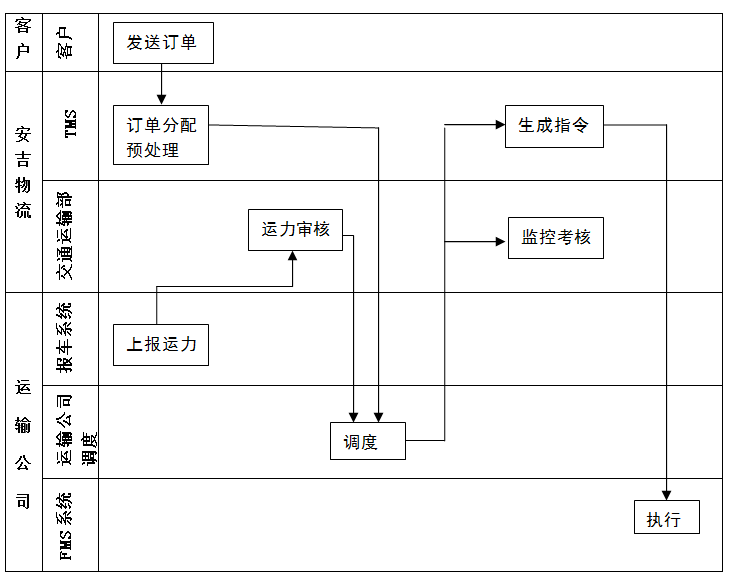 客户
客户
发送订单
安吉物流
TMS
订单分配
预处理
生成指令
交通运输部
运力审核
监控考核
运输公司
报车系统
上报运力
运输公司
调度
调度
FMS 系统
执行